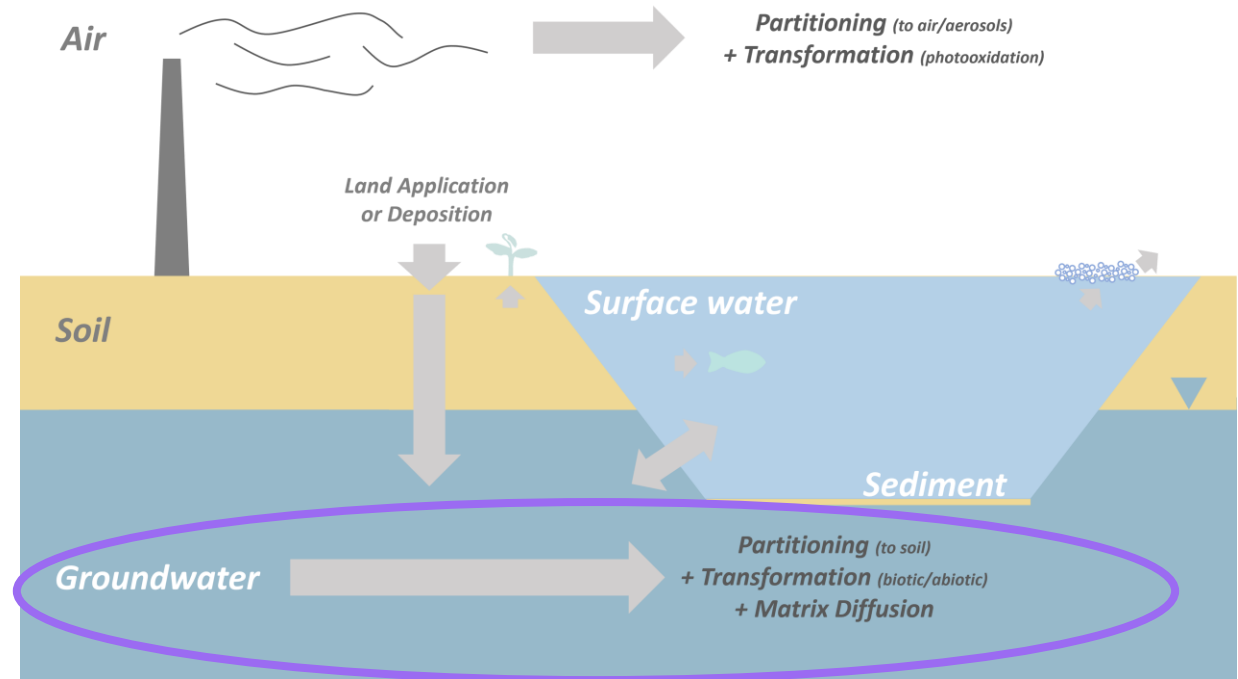 Air
Partitioning (to air/aerosols)
+ Transformation (photooxidation)
Land Application
or Deposition
Surface water
Soil
Sediment
Groundwater
Partitioning (to soil)
+ Transformation (biotic/abiotic)
+ Matrix Diffusion